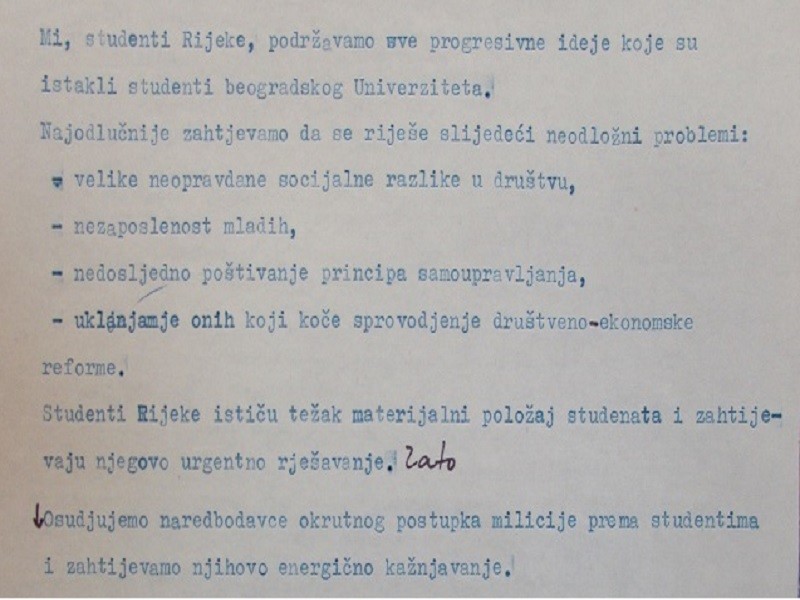 Mi, studenti Rijeke, podržavamo sve progresivne ideje koje su
istakli studenti beogradskog Univerziteta.
Najodlučnije zahtjevamo da se riješe slijedeći neodložni problemi:
- velike neopravdane socijalne razlike u društvu,
- nezaposlenost mladih,
- nedosljedno poštivanje principa samoupravljanja,
- uklanjamje onih koji koče sprovodjenje društveno-ekonomske
reforme.
Studenti Rijeke ističu težak materijalni položaj studenata i zahtije-
vaju njegovo urgentno rješavanje. Zato
Osudjujemo naredbodavce okrutnog postupka milicije prema studentima
i zahtijevamo njihovo energično kažnjavanje.